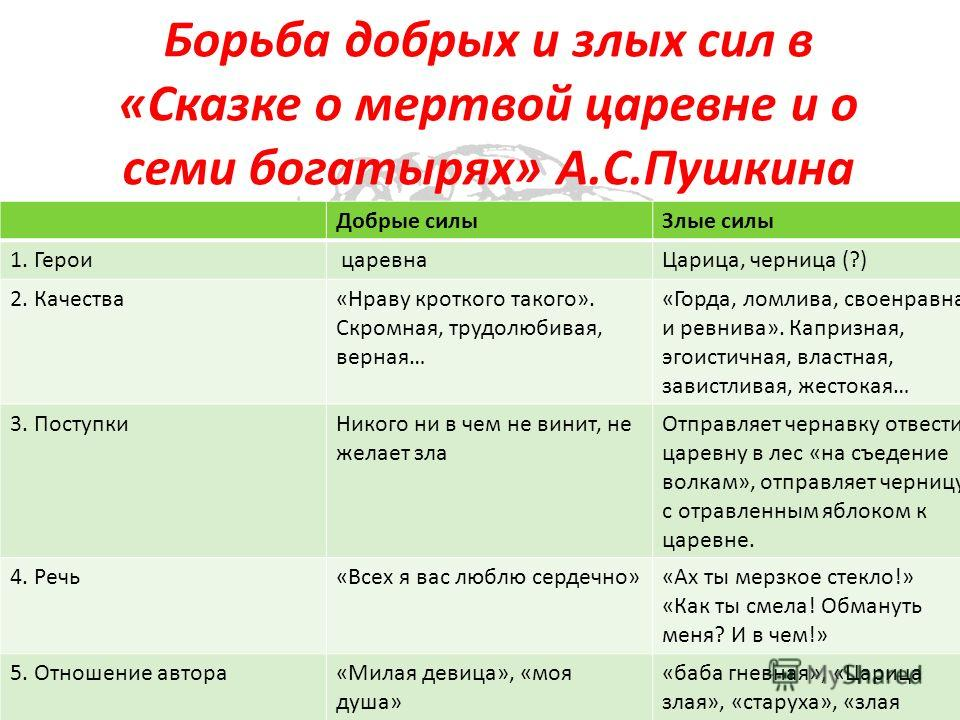 Борьба добрых и злых сил в
«Сказке о мертвой царевне и о
семи богатырях» А.С.Пушкина
Добрые силы
Злые силы
1. Герои
царевна
Царица, черница (?)
2. Качества
«Нраву кроткого такого».
Скромная, трудолюбивая,
верная…
«Горда, ломлива, своенравна
и ревнива». Капризная,
эгоистичная, властная,
завистливая, жестокая…
3. Поступки
Никого ни в чем не винит, не
желает зла
Отправляет чернавку отвести
царевну в лес «на съедение
волкам», отправляет черницу
с отравленным яблоком к
царевне.
4. Речь
«Всех я вас люблю сердечно»
«Ах ты мерзкое стекло!»
«Как ты смела! Обмануть
меня? И в чем!»
5. Отношение автора
«Милая девица», «моя
душа»
«баба гневная», «Царица
злая», «старуха», «злая
MyShared